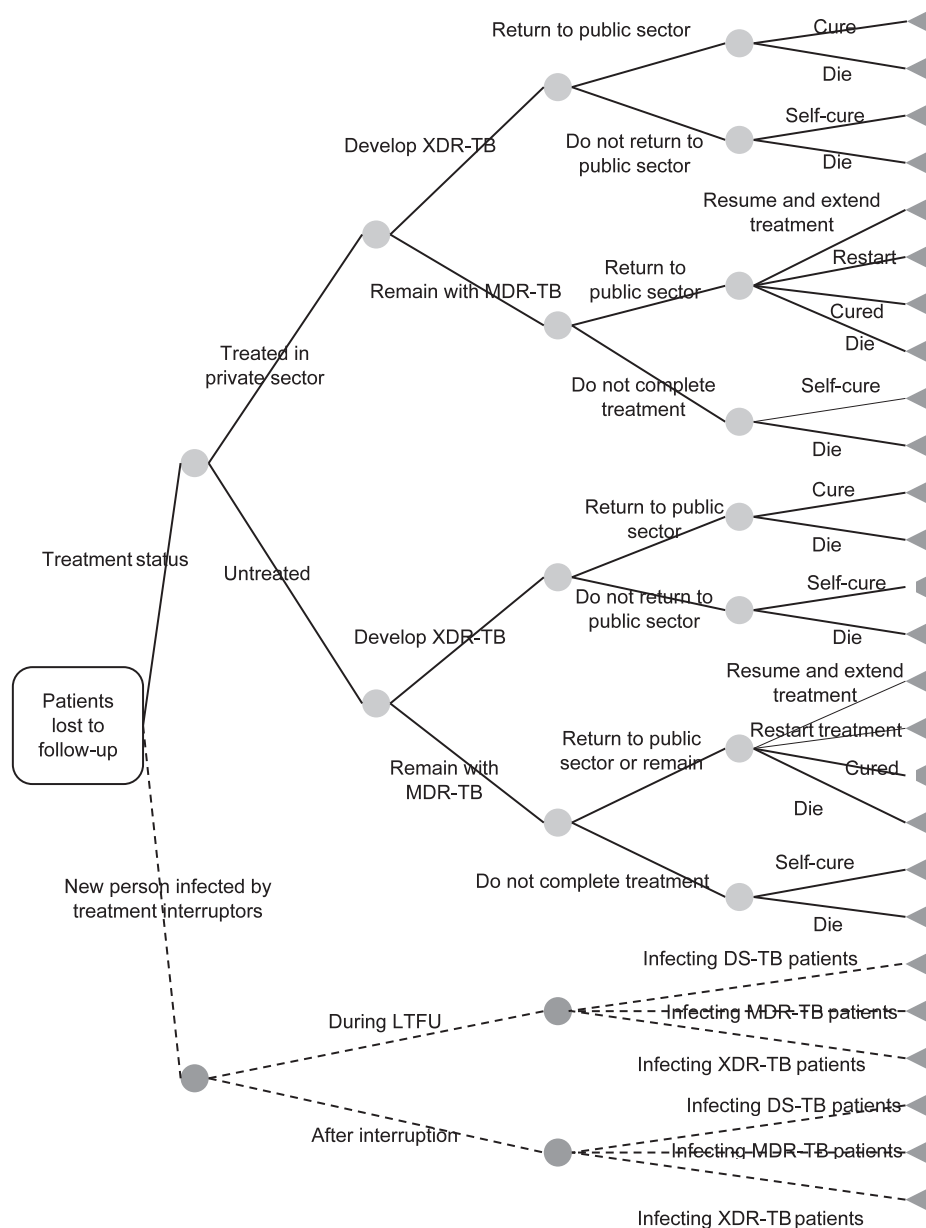 Return to public sector
Cure
Die
Self-cure
Develop XDR-TB
Do not return to
public sector
Die
Resume and extend
treatment
Return to
public sector
Restart
Remain with MDR-TB
Cured
Die
Treated in
private sector
Do not complete
treatment
Self-cure
Die
Return to public
sector
Cure
Die
Treatment status
Untreated
Do not return to
public sector
Self-cure
Develop XDR-TB
Die
Patients
lost to
follow-up
Resume and extend
treatment
Return to public
sector or remain
Restart treatment
Remain with
MDR-TB
Cured
Die
Self-cure
Do not complete treatment
New person infected by
treatment interruptors
Die
Infecting DS-TB patients
During LTFU
Infecting MDR-TB patients
Infecting XDR-TB patients
Infecting DS-TB patients
After interruption
Infecting MDR-TB patients
Infecting XDR-TB patients